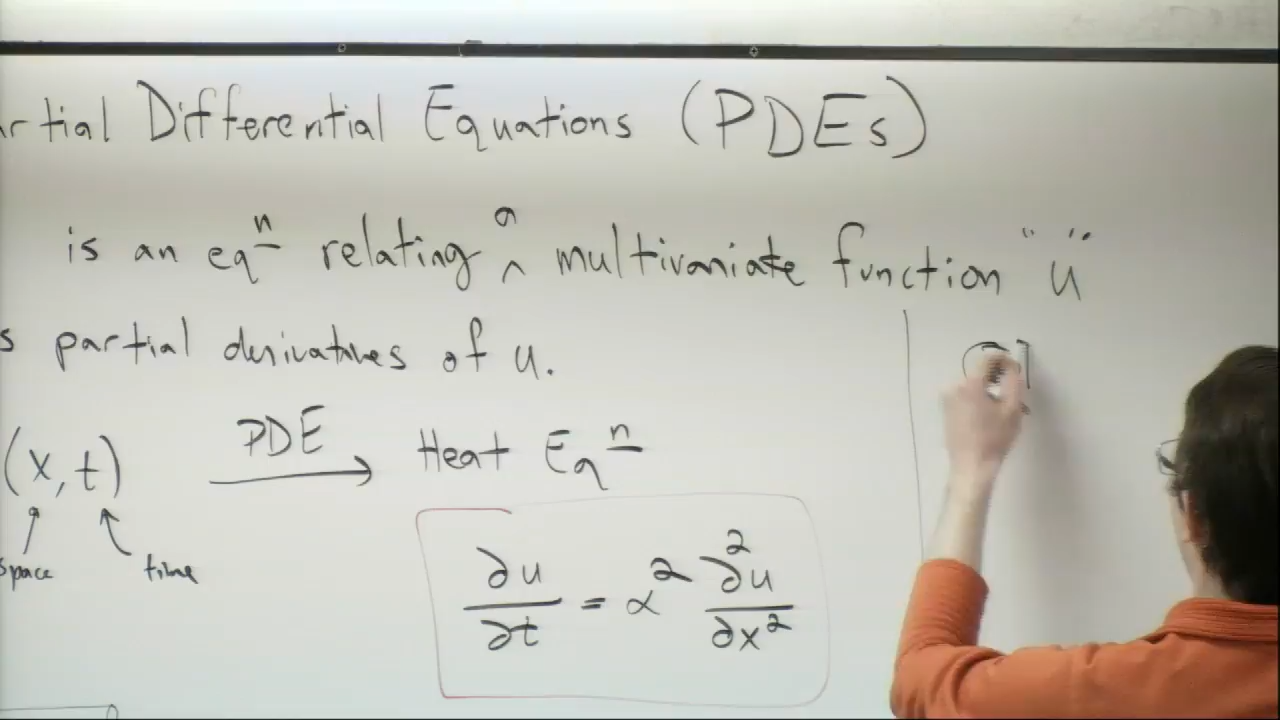 rtial Differential Equations (PDEs)
is an eqn relating a multivariate function "u"
s partial derivatives of u.
(x, t) PDE → Heat Eqn
space time
∂u/∂t = α² ∂²u/∂x²